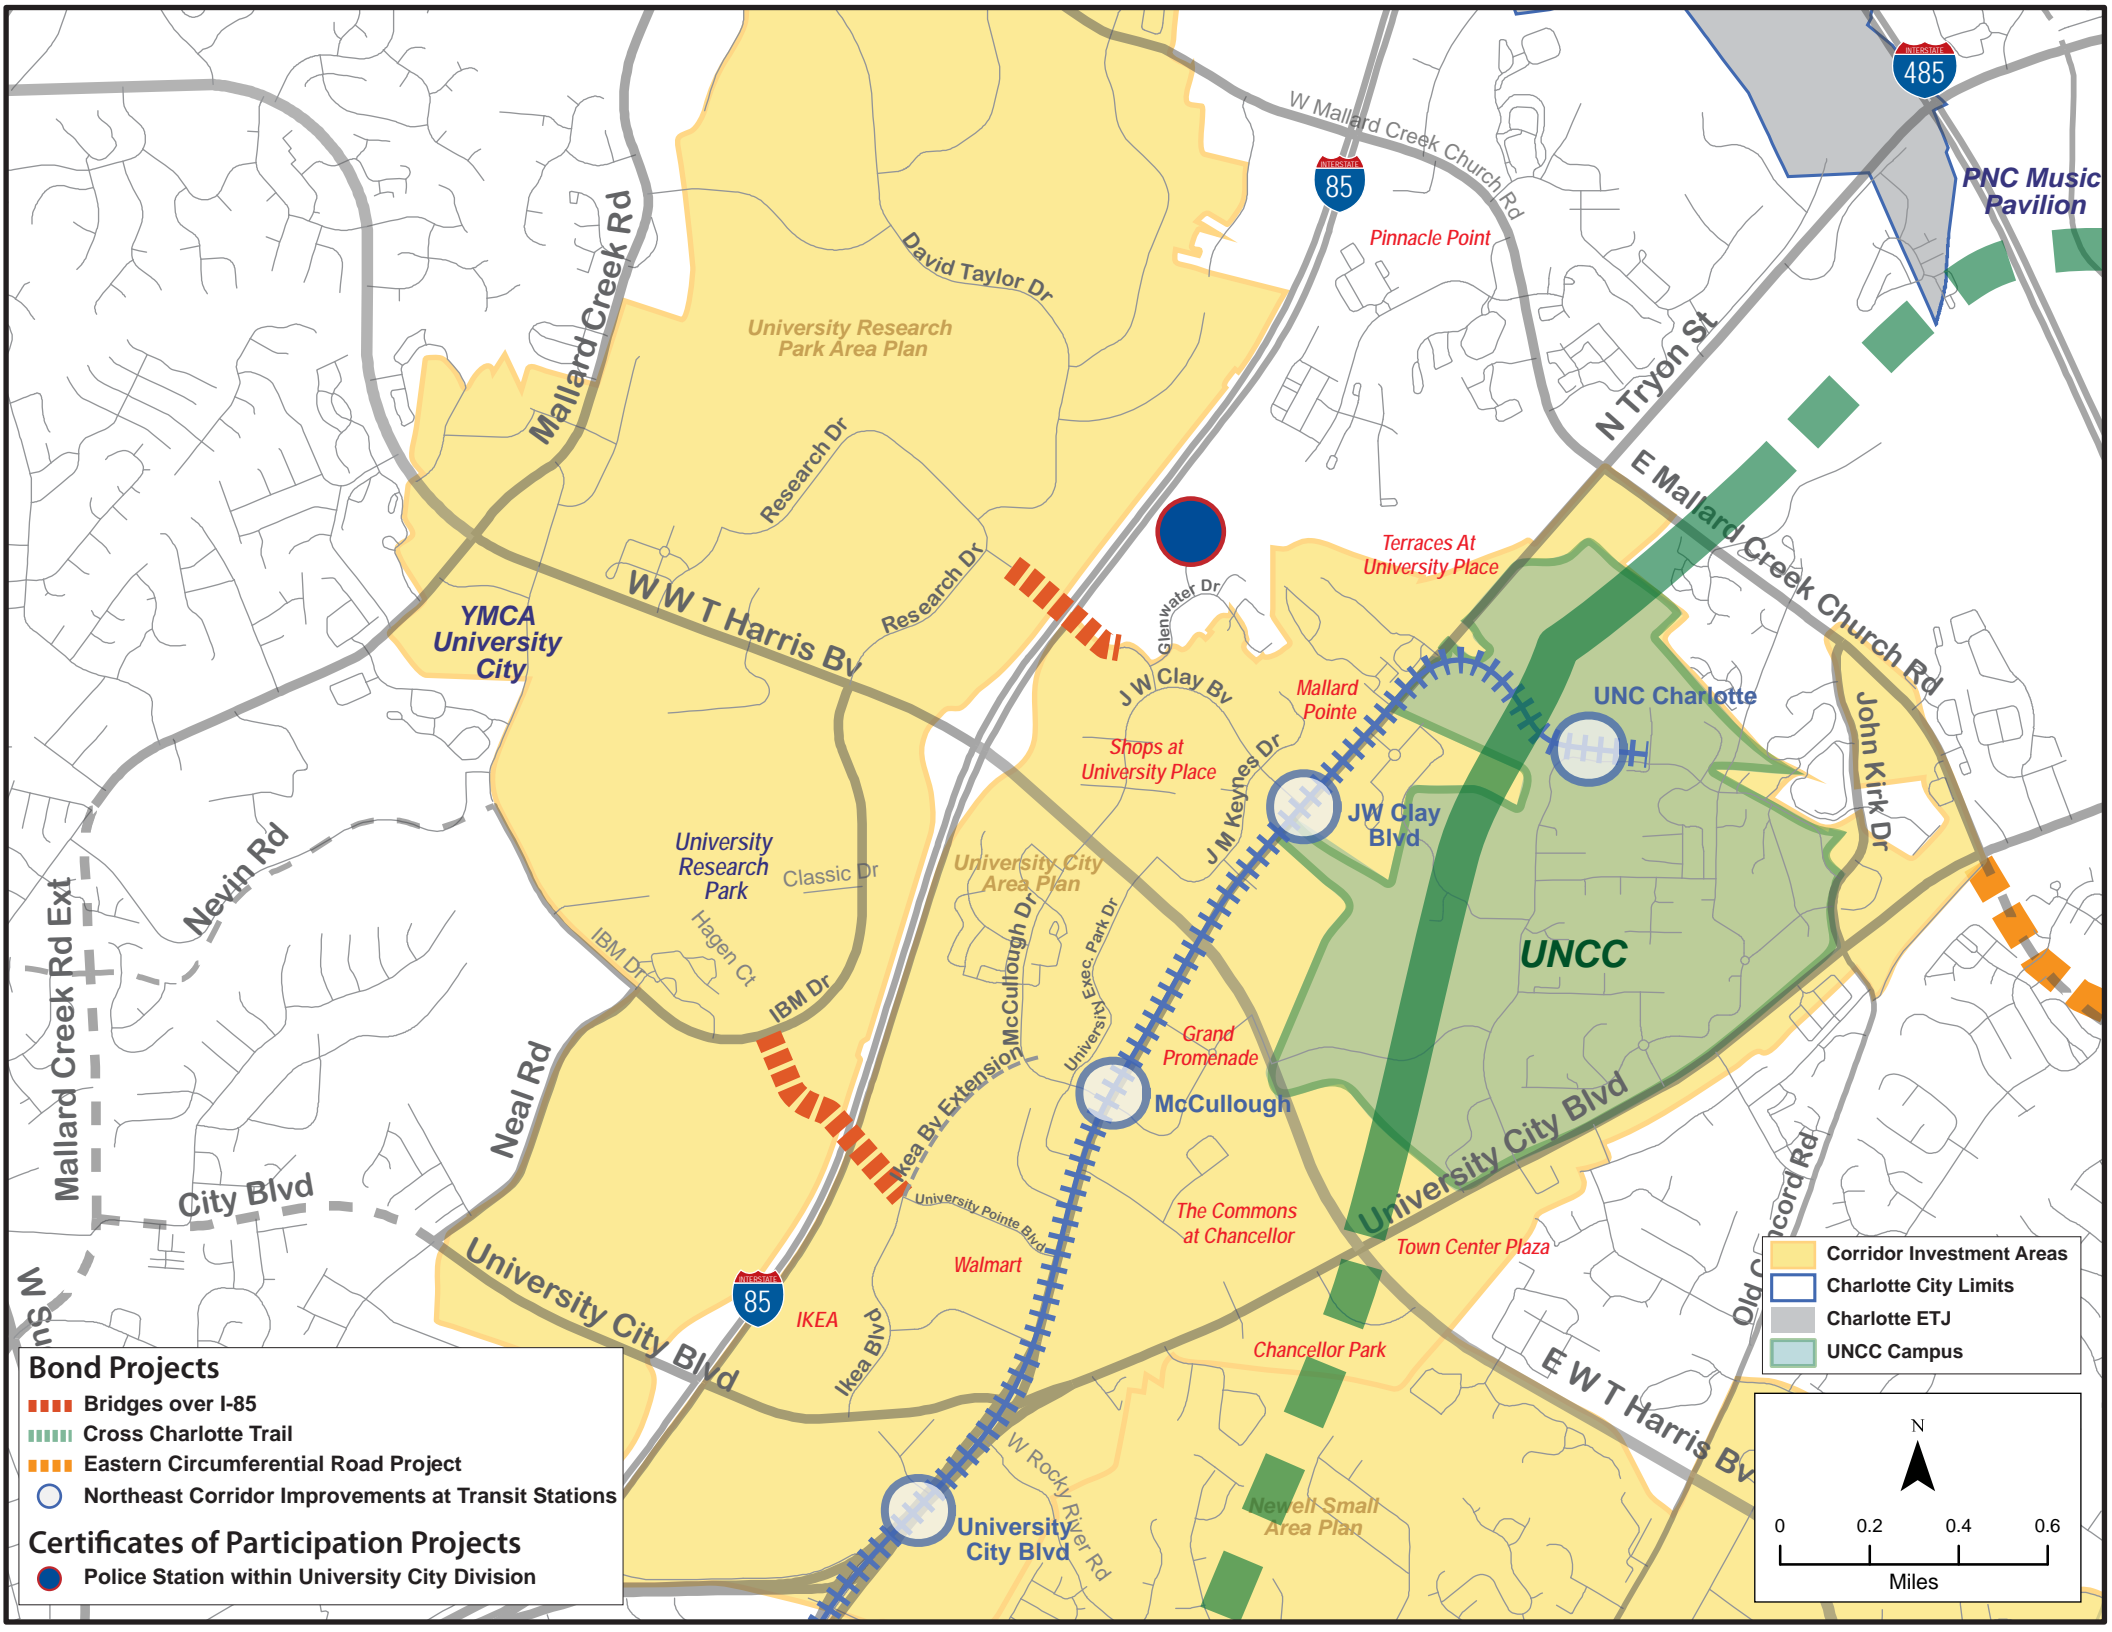 INTERSTATE
485
W Mallard Creek Church Rd
INTERSTATE
85
PNC Music
Pavilion
Mallard Creek Rd
Pinnacle Point
David Taylor Dr
University Research
Park Area Plan
N Tryon St
Research Dr
E Mallard Creek Church Rd
Terraces At
University Place
Research Dr
W W T Harris Bv
Glenwater Dr
YMCA
University
City
J W Clay Bv
Mallard
Pointe
UNC Charlotte
John Kirk Dr
Shops at
University Place
J M Keynes Dr
JW Clay
Blvd
University
Research
Park
Classic Dr
University City
Area Plan
Nevin Rd
Mallard Creek Rd Ext
IBM Dr
Hagen Ct
McCullough Dr
University Exec. Park Dr
UNCC
IBM Dr
Grand
Promenade
Neal Rd
McCullough
Ikea Bv Extension
University City Blvd
City Blvd
University Pointe Blvd
The Commons
at Chancellor
Town Center Plaza
Old Concord Rd
Walmart
University City Blvd
INTERSTATE
85
IKEA
Ikea Blvd
Chancellor Park
E W T Harris Bv
W Rocky River Rd
Newell Small
Area Plan
University
City Blvd
W Su
Corridor Investment Areas
Charlotte City Limits
Charlotte ETJ
UNCC Campus
Bond Projects
Bridges over I-85
Cross Charlotte Trail
Eastern Circumferential Road Project
Northeast Corridor Improvements at Transit Stations
Certificates of Participation Projects
Police Station within University City Division
N
0 0.2 0.4 0.6
Miles